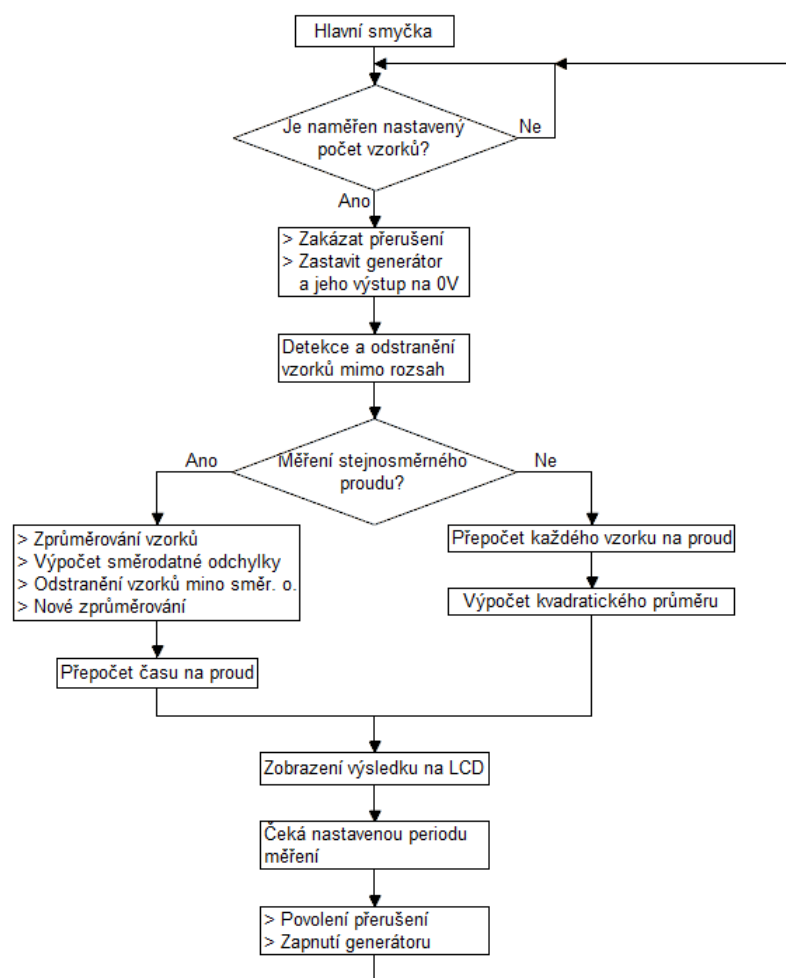 Hlavní smyčka
Je naměřen nastavený
počet vzorků?
Ne
Ano
> Zakázat přerušení
> Zastavit generátor
a jeho výstup na 0V
Detekce a odstranění
vzorků mimo rozsah
Ano
Měření stejnosměrného
proudu?
Ne
> Zprůměrování vzorků
> Výpočet směrodatné odchylky
> Odstranění vzorků mino směr. o.
> Nové zprůměrování
Přepočet každého vzorku na proud
Výpočet kvadratického průměru
Přepočet času na proud
Zobrazení výsledku na LCD
Čeká nastavenou periodu
měření
> Povolení přerušení
> Zapnutí generátoru